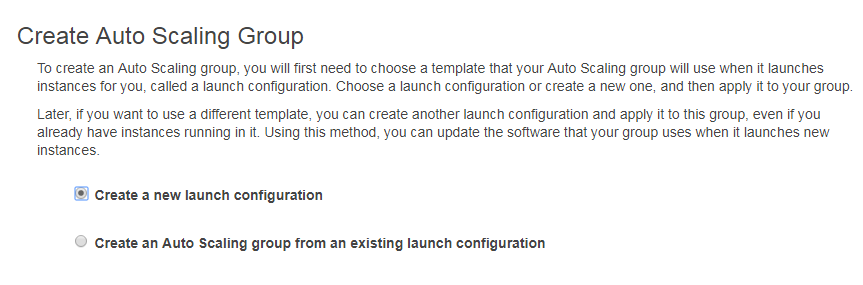 Create Auto Scaling Group
To create an Auto Scaling group, you will first need to choose a template that your Auto Scaling group will use when it launches
instances for you, called a launch configuration. Choose a launch configuration or create a new one, and then apply it to your group.
Later, if you want to use a different template, you can create another launch configuration and apply it to this group, even if you
already have instances running in it. Using this method, you can update the software that your group uses when it launches new
instances.
Create a new launch configuration
Create an Auto Scaling group from an existing launch configuration